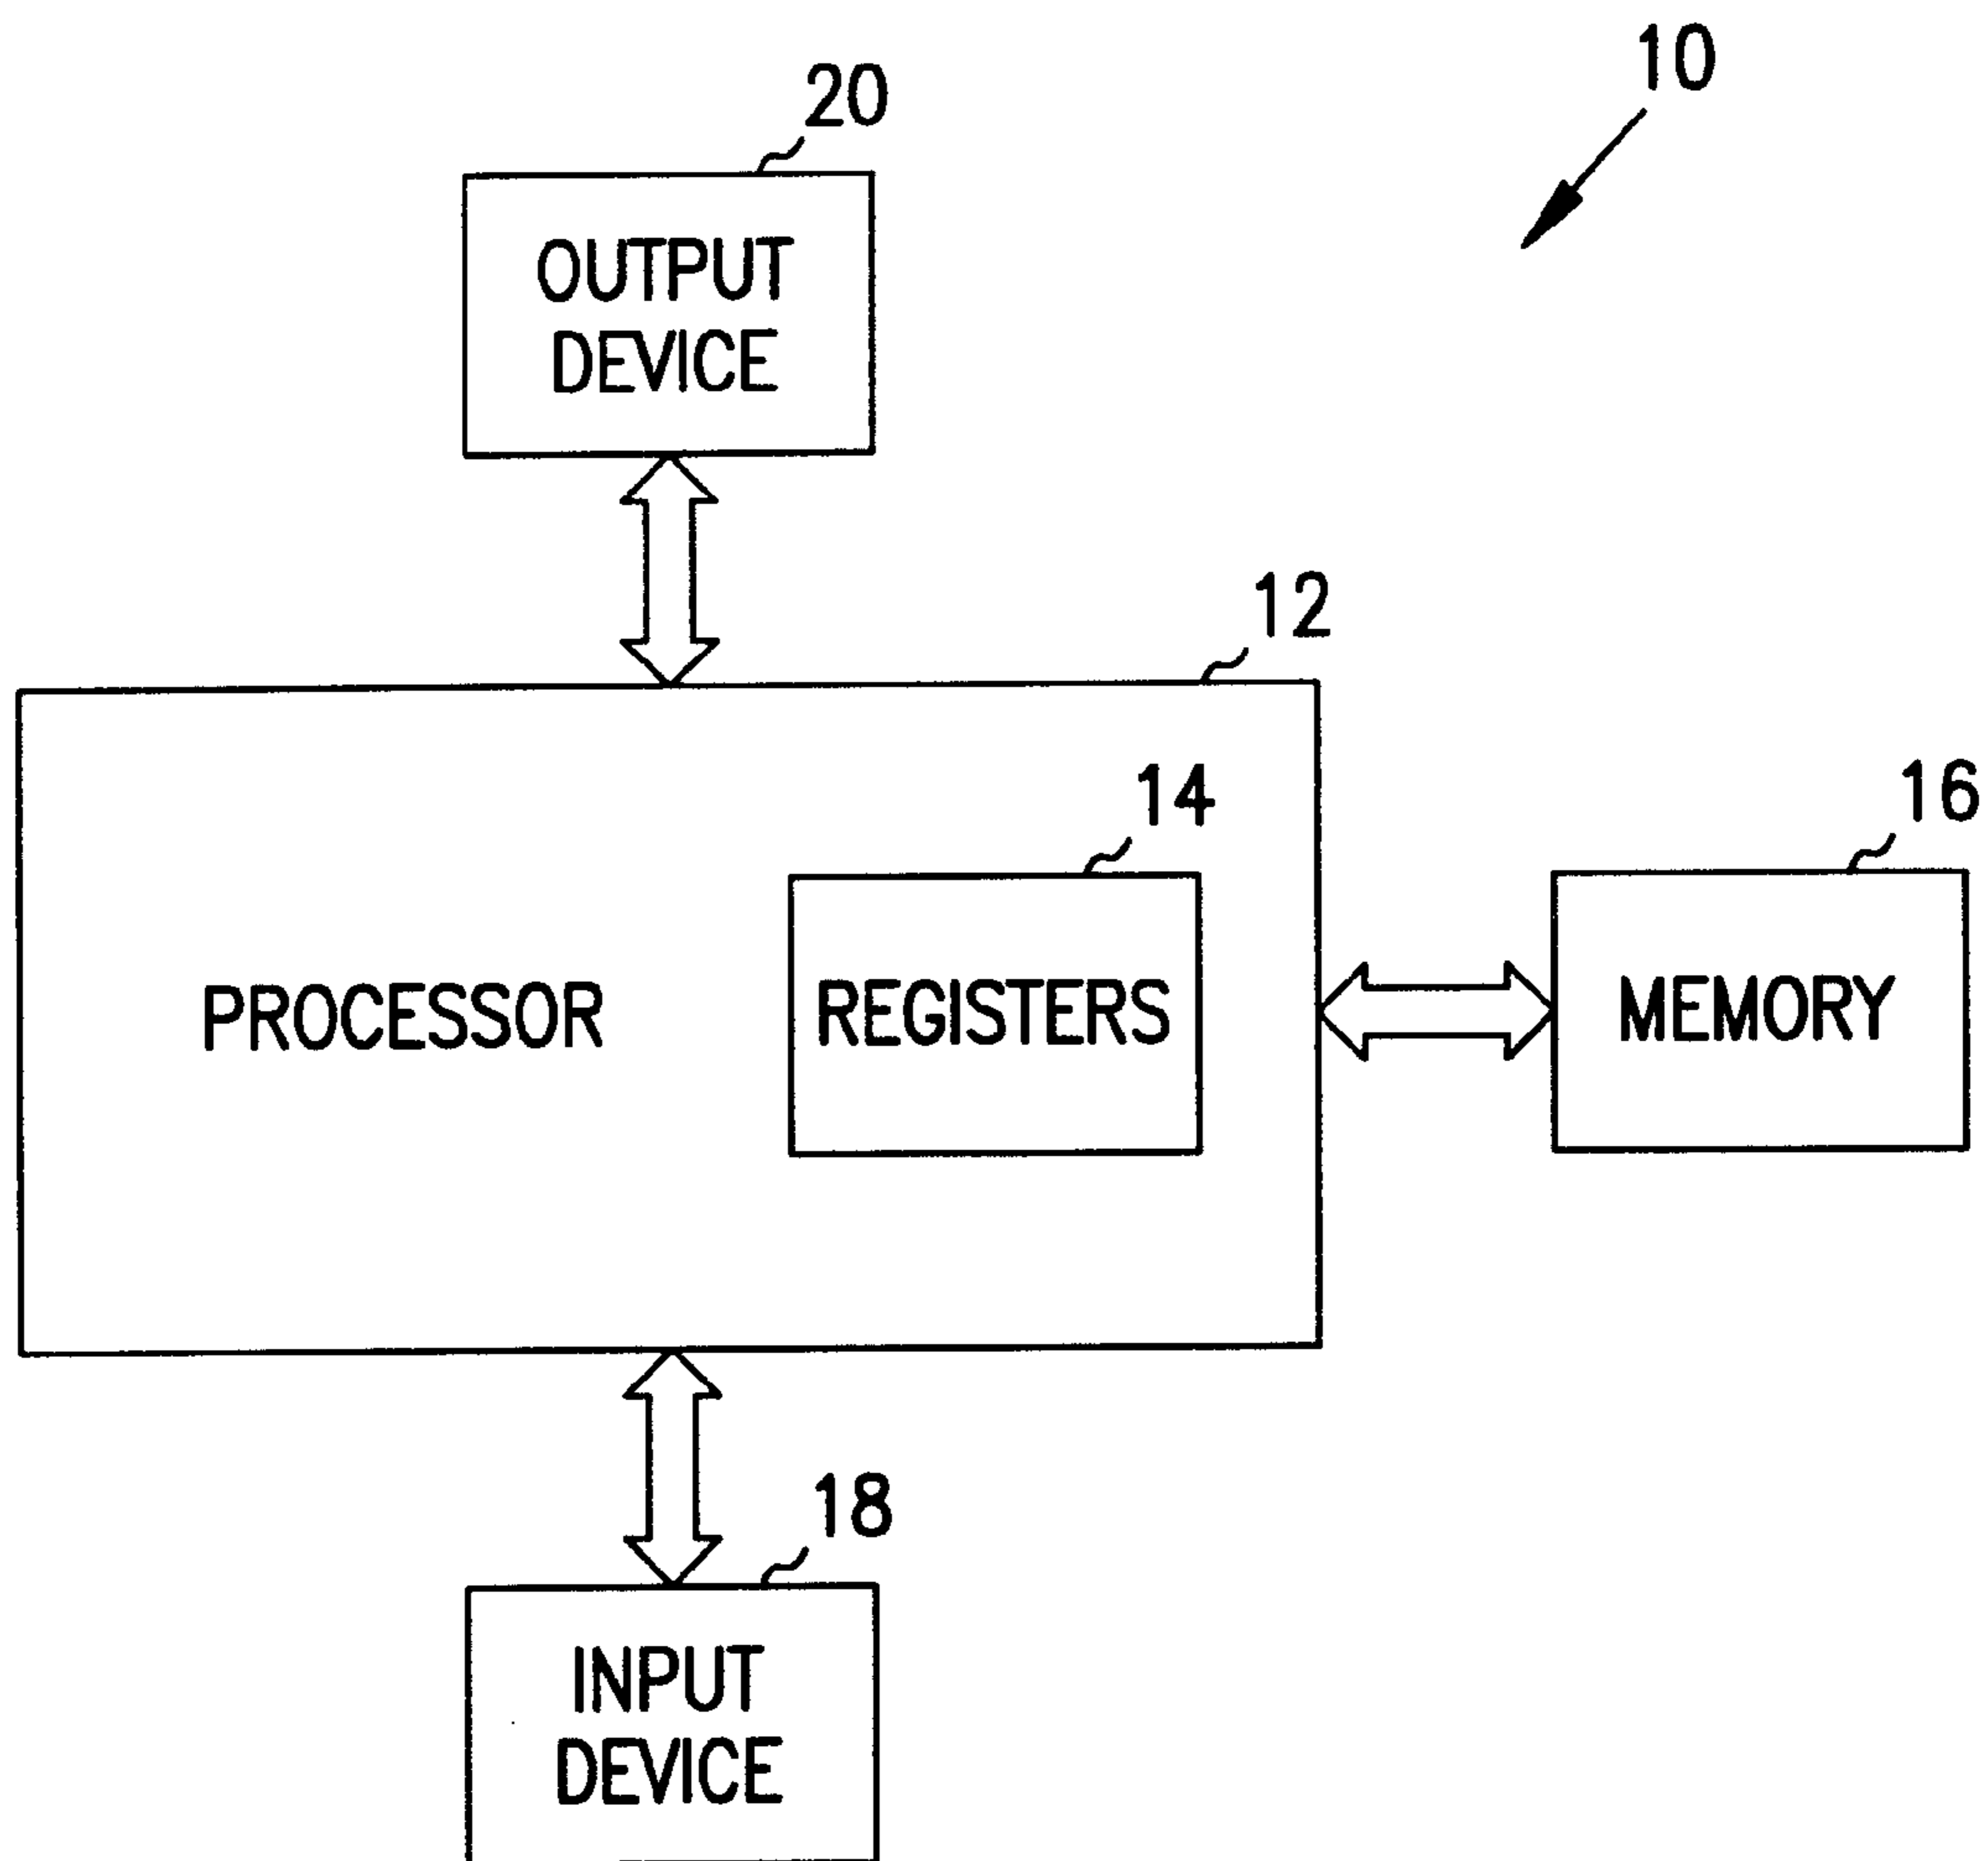 10
20
OUTPUT
DEVICE
12
14
16
PROCESSOR
REGISTERS
MEMORY
18
INPUT
DEVICE